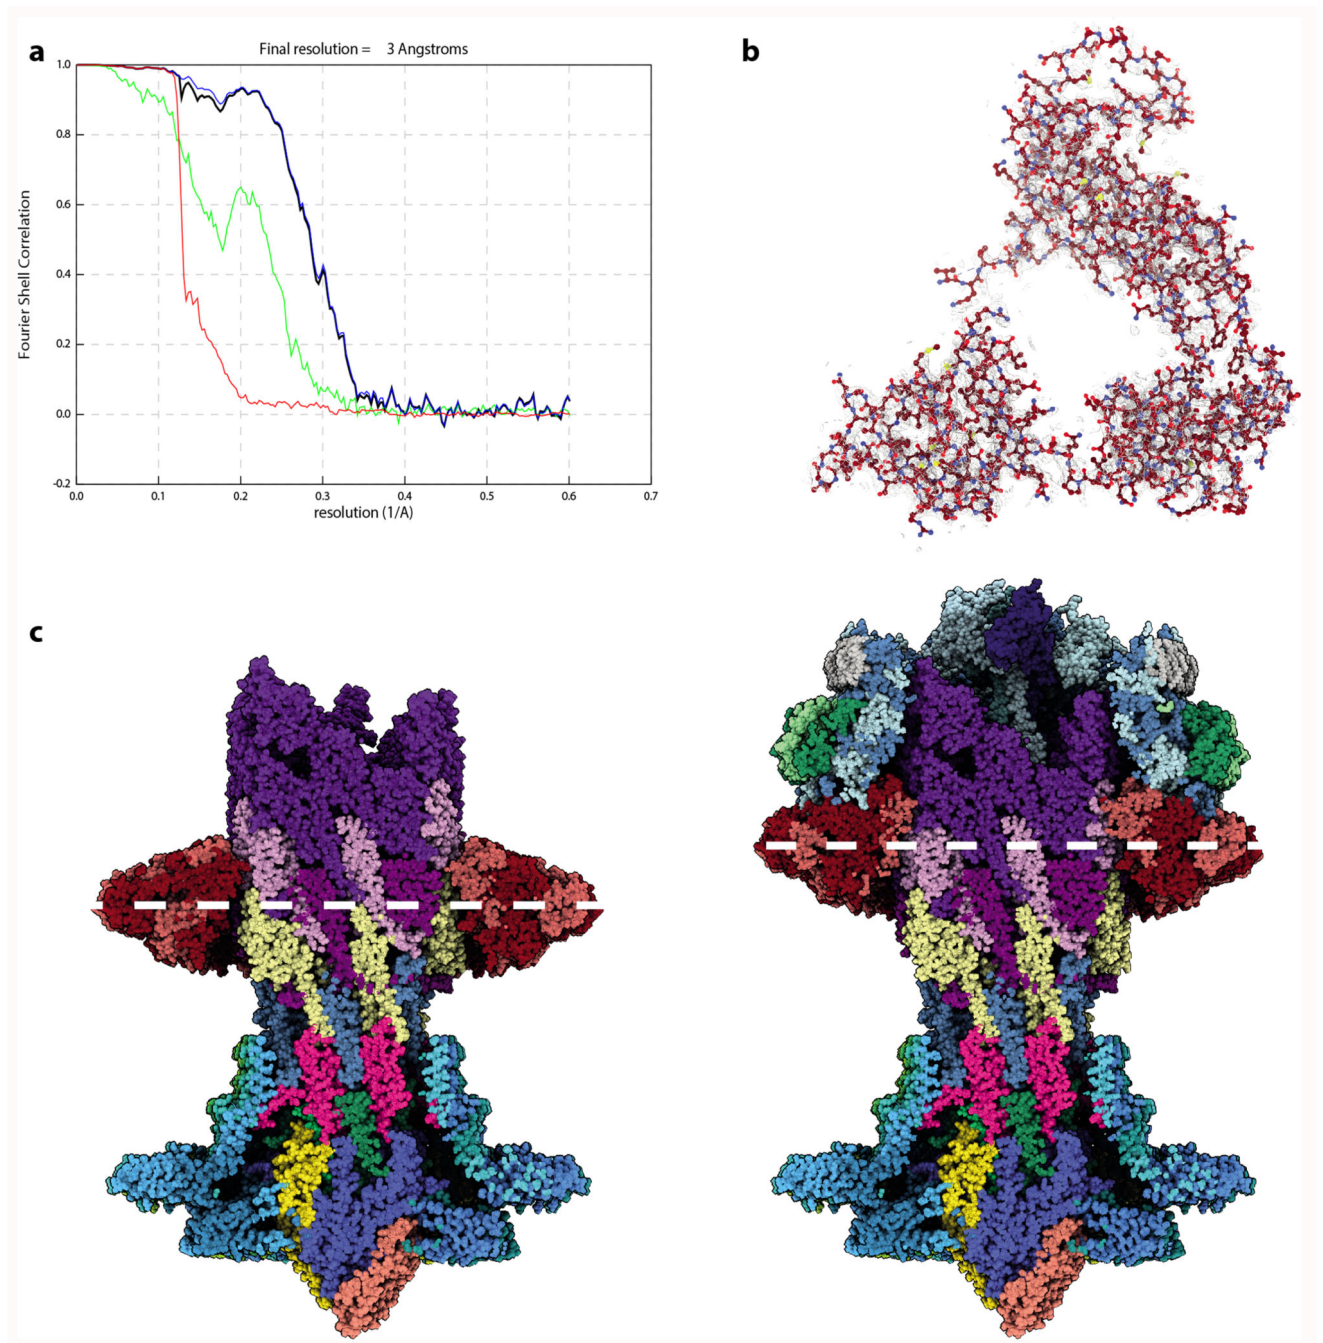 a
b
Final resolution = 3 Angstroms
Fourier Shell Correlation
1.0
0.8
0.6
0.4
0.2
0.0
-0.2
0.0 0.1 0.2 0.3 0.4 0.5 0.6 0.7
resolution (1/A)
c